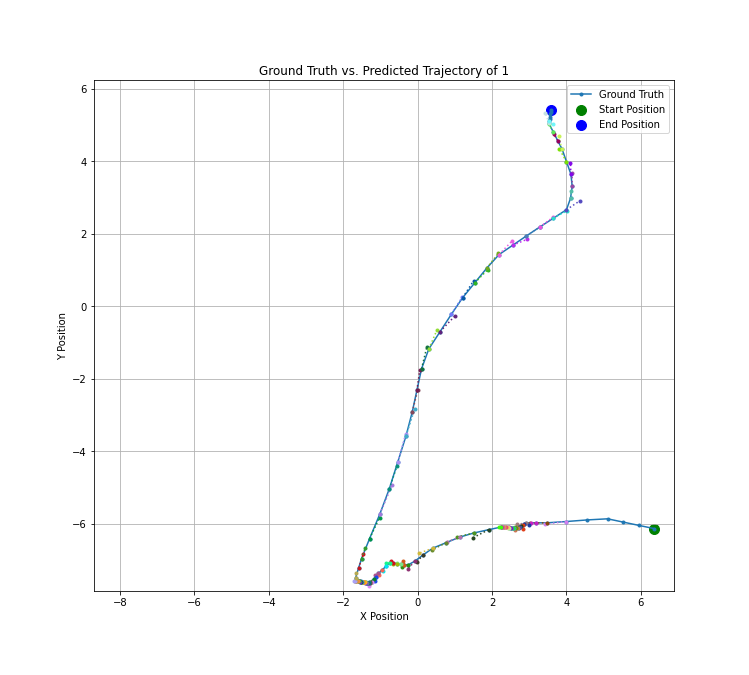 Ground Truth vs. Predicted Trajectory of 1
Ground Truth
Start Position
End Position
6
4
2
0
−2
−4
−6
Y Position
−8
−6
−4
−2
0
2
4
6
X Position